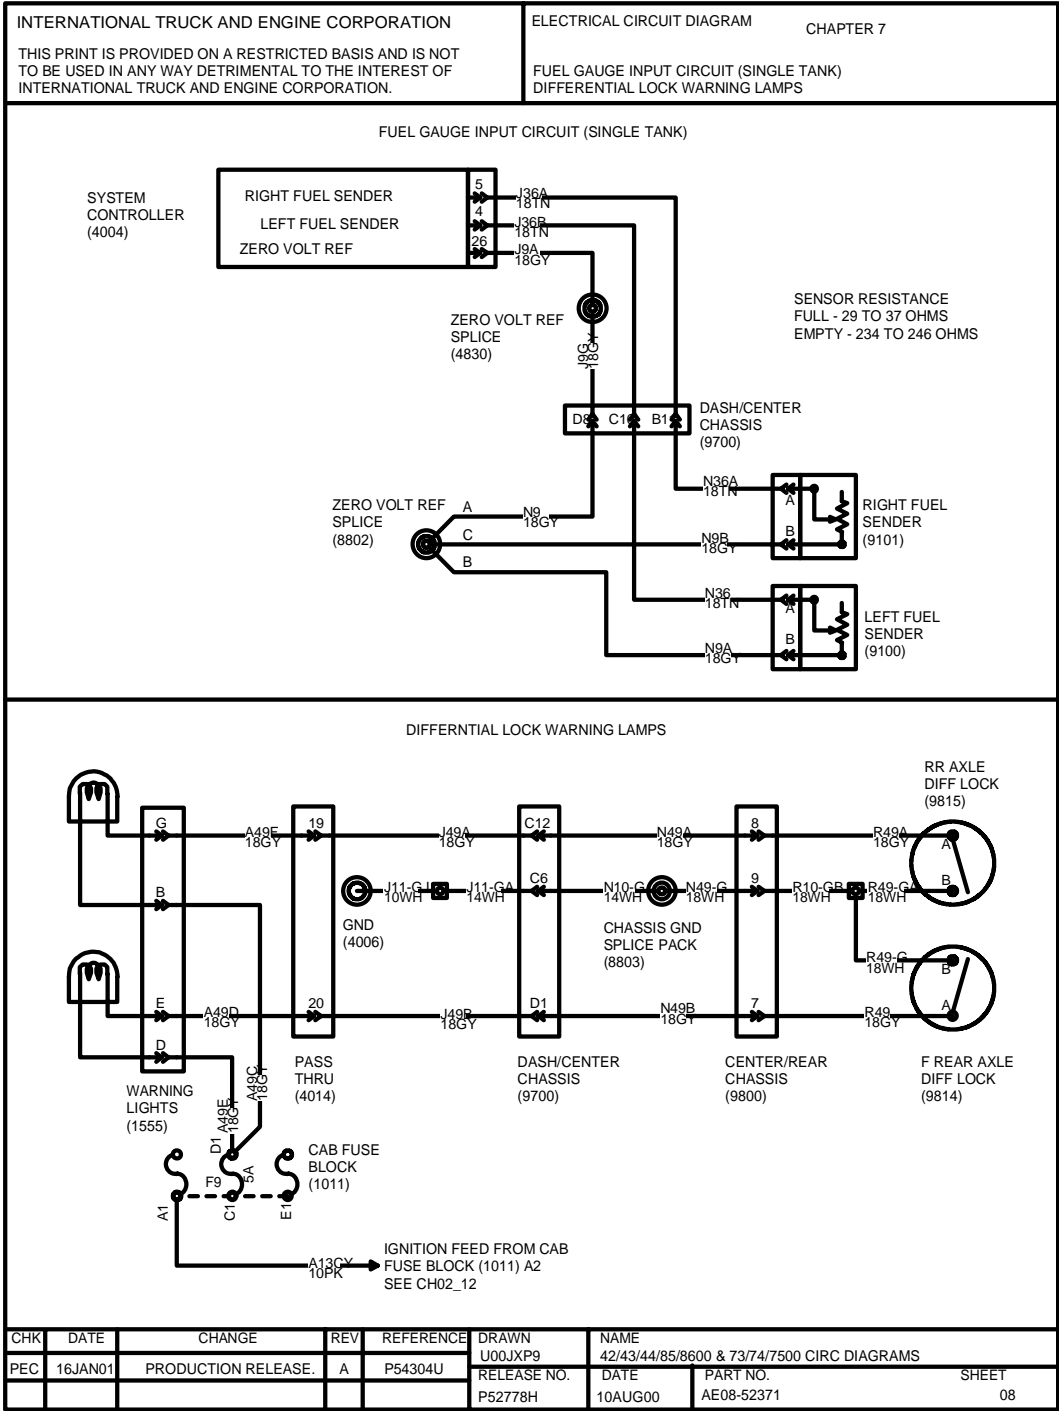 INTERNATIONAL TRUCK AND ENGINE CORPORATION
THIS PRINT IS PROVIDED ON A RESTRICTED BASIS AND IS NOT
TO BE USED IN ANY WAY DETRIMENTAL TO THE INTEREST OF
INTERNATIONAL TRUCK AND ENGINE CORPORATION.
ELECTRICAL CIRCUIT DIAGRAM
CHAPTER 7
FUEL GAUGE INPUT CIRCUIT (SINGLE TANK)
DIFFERENTIAL LOCK WARNING LAMPS
FUEL GAUGE INPUT CIRCUIT (SINGLE TANK)
SYSTEM
CONTROLLER
(4004)
RIGHT FUEL SENDER
LEFT FUEL SENDER
ZERO VOLT REF
5
4
26
J36A
18TN
J36B
18TN
J9A
18GY
ZERO VOLT REF
SPLICE
(4830)
J9G
18GY
SENSOR RESISTANCE
FULL - 29 TO 37 OHMS
EMPTY - 234 TO 246 OHMS
D8
DASH/CENTER
CHASSIS
(9700)
ZERO VOLT REF
SPLICE
(8802)
A
C
B
N9
18GY
N36A
18TN
N9B
18GY
A
B
RIGHT FUEL
SENDER
(9101)
N36
18TN
N9A
18GY
A
B
LEFT FUEL
SENDER
(9100)
DIFFERNTIAL LOCK WARNING LAMPS
RR AXLE
DIFF LOCK
(9815)
G
A49F
18GY
19
J49A
18GY
C12
N49A
18GY
8
R49A
18GY
A
B
B
GND
(4006)
10WH
J11-GA
14WH
C6
N10-G
14WH
CHASSIS GND
SPLICE PACK
(8803)
N49-G
18WH
9
R10-GB
18WH
R49-GA
18WH
R49-G
18WH
B
A
E
A49D
18GY
20
J49B
18GY
D1
N49B
18GY
7
R49
18GY
D
WARNING
LIGHTS
(1555)
PASS
THRU
(4014)
DASH/CENTER
CHASSIS
(9700)
CENTER/REAR
CHASSIS
(9800)
F REAR AXLE
DIFF LOCK
(9814)
A49E
18GY
A49C
18GY
D1
F9
5A
CAB FUSE
BLOCK
(1011)
A1
C1
E1
A13CY
10PK
IGNITION FEED FROM CAB
FUSE BLOCK (1011) A2
SEE CH02_12
CHK DATE CHANGE REV REFERENCE
PEC 16JAN01 PRODUCTION RELEASE. A P54304U
DRAWN
U00JXP9
NAME
42/43/44/85/8600 & 73/74/7500 CIRC DIAGRAMS
RELEASE NO.
P52778H
DATE
10AUG00
PART NO.
AE08-52371
SHEET
08